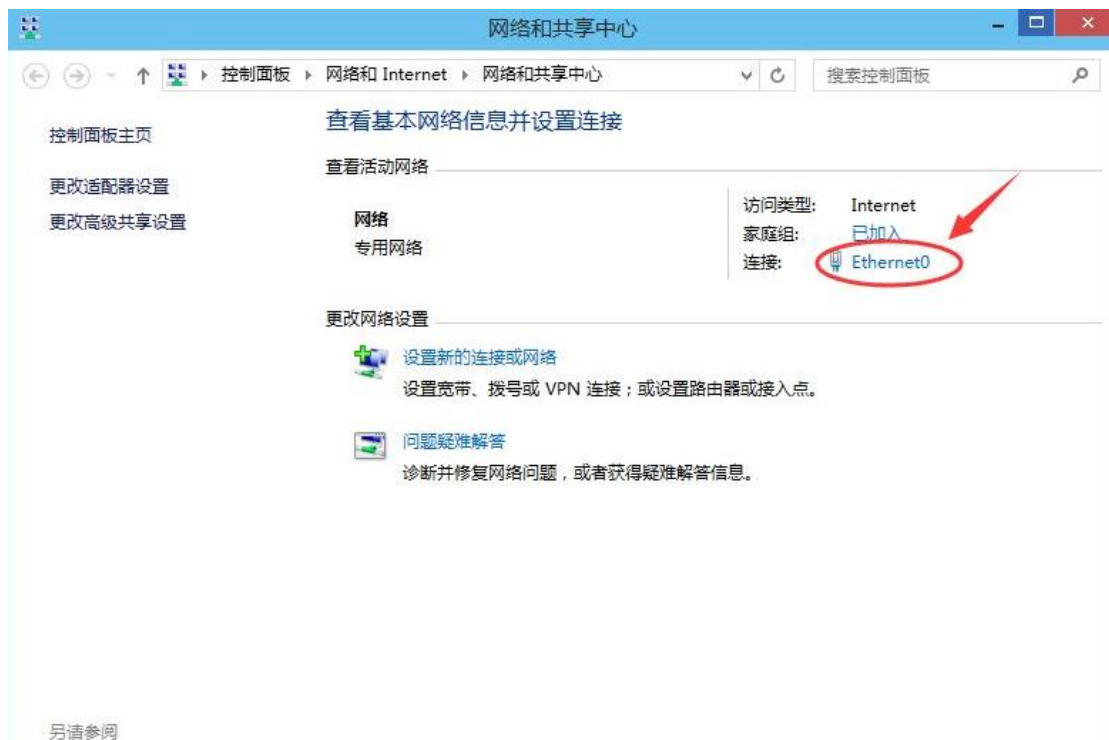 网络和共享中心
控制面板 网络和 Internet 网络和共享中心 搜索控制面板
控制面板主页
更改适配器设置
更改高级共享设置
查看基本网络信息并设置连接
查看活动网络
网络
专用网络
访问类型: Internet
家庭组: 已加入
连接: Ethernet0
更改网络设置
设置新的连接或网络
设置宽带、拨号或 VPN 连接；或设置路由器或接入点。
问题疑难解答
诊断并修复网络问题，或者获得疑难解答信息。
另请参阅